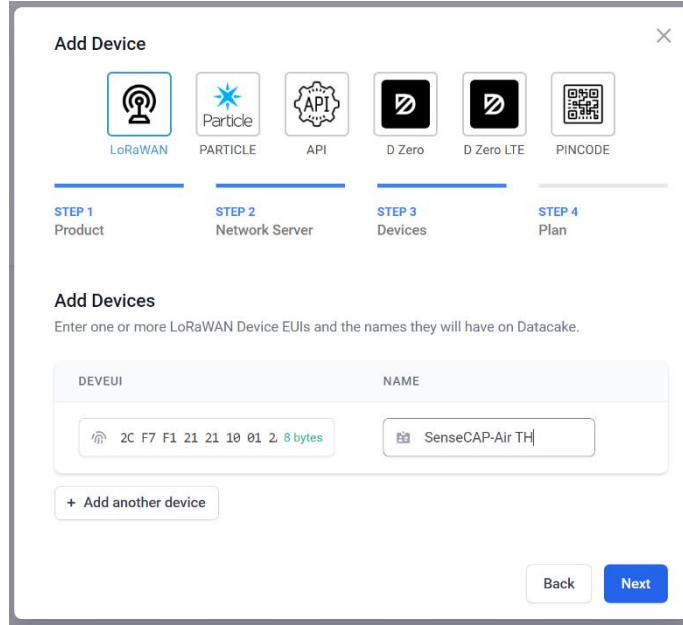 Add Device
Particle
API
LoRaWAN PARTICLE API D Zero D Zero LTE PINCODE
STEP 1 STEP 2 STEP 3 STEP 4
Product Network Server Devices Plan
Add Devices
Enter one or more LoRaWAN Device EUIs and the names they will have on Datacake.
DEVEUI NAME
2C F7 F1 21 21 10 01 8 bytes SenseCAP-Air TH
+ Add another device
Back Next